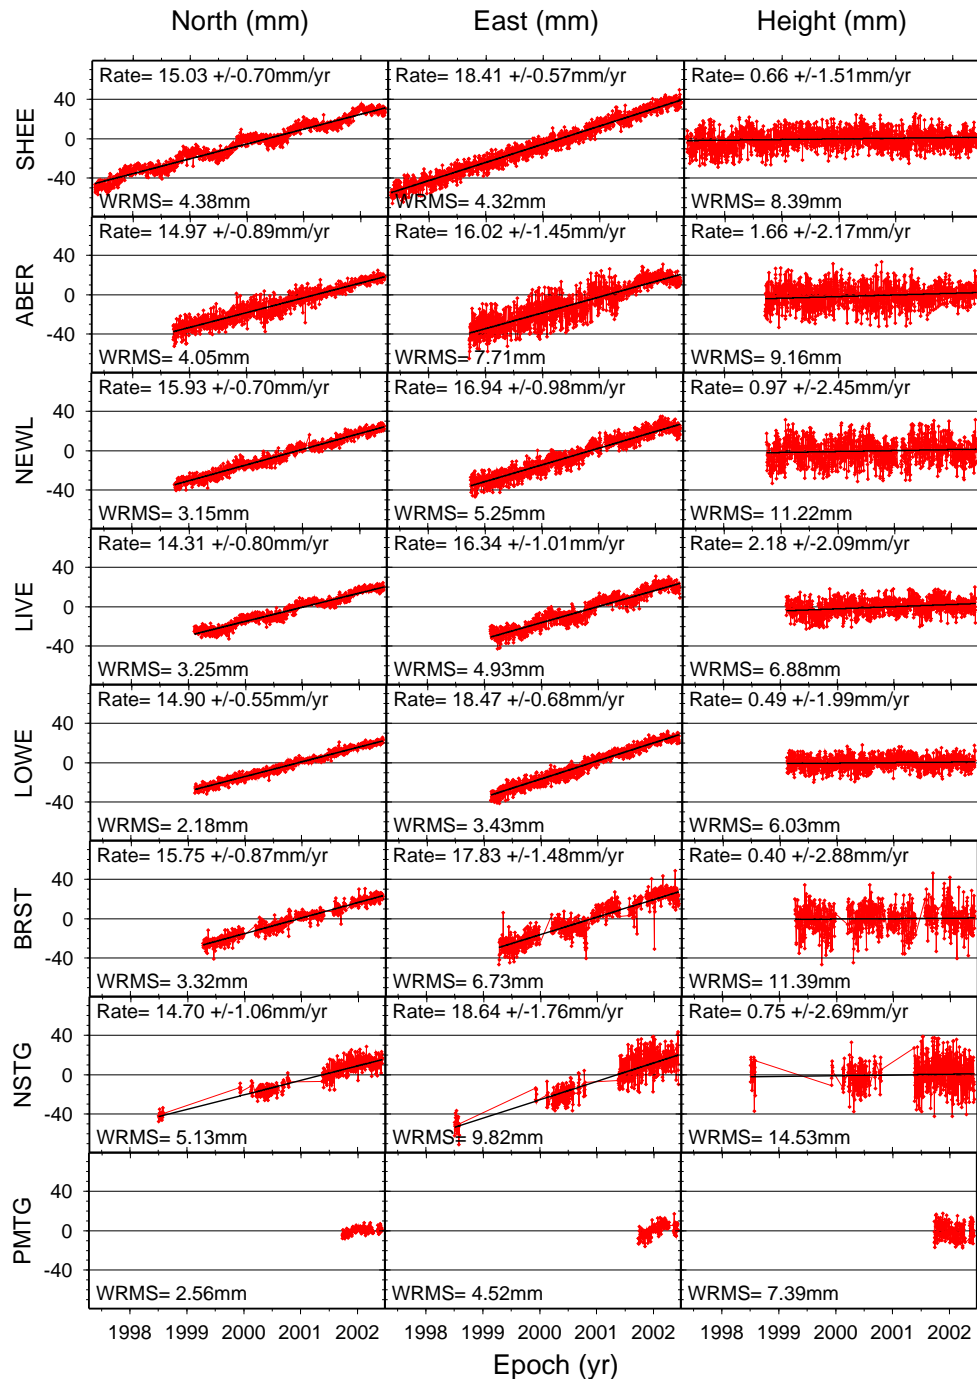 North (mm) East (mm) Height (mm)
Rate= 15.03 +/-0.70mm/yr Rate= 18.41 +/-0.57mm/yr Rate= 0.66 +/-1.51mm/yr
40
0
-40
SHEE
WRMS= 4.38mm WRMS= 4.32mm WRMS= 8.39mm
Rate= 14.97 +/-0.89mm/yr Rate= 16.02 +/-1.45mm/yr Rate= 1.66 +/-2.17mm/yr
40
0
-40
ABER
WRMS= 4.05mm WRMS= 7.71mm WRMS= 9.16mm
Rate= 15.93 +/-0.70mm/yr Rate= 16.94 +/-0.98mm/yr Rate= 0.97 +/-2.45mm/yr
40
0
-40
NEWL
WRMS= 3.15mm WRMS= 5.25mm WRMS= 11.22mm
Rate= 14.31 +/-0.80mm/yr Rate= 16.34 +/-1.01mm/yr Rate= 2.18 +/-2.09mm/yr
40
0
-40
LIVE
WRMS= 3.25mm WRMS= 4.93mm WRMS= 6.88mm
Rate= 14.90 +/-0.55mm/yr Rate= 18.47 +/-0.68mm/yr Rate= 0.49 +/-1.99mm/yr
40
0
-40
LOWE
WRMS= 2.18mm WRMS= 3.43mm WRMS= 6.03mm
Rate= 15.75 +/-0.87mm/yr Rate= 17.83 +/-1.48mm/yr Rate= 0.40 +/-2.88mm/yr
40
0
-40
BRST
WRMS= 3.32mm WRMS= 6.73mm WRMS= 11.39mm
Rate= 14.70 +/-1.06mm/yr Rate= 18.64 +/-1.76mm/yr Rate= 0.75 +/-2.69mm/yr
40
0
-40
NSTG
WRMS= 5.13mm WRMS= 9.82mm WRMS= 14.53mm
40
0
-40
PMTG
WRMS= 2.56mm WRMS= 4.52mm WRMS= 7.39mm
1998 1999 2000 2001 2002 1998 1999 2000 2001 2002 1998 1999 2000 2001 2002
Epoch (yr)